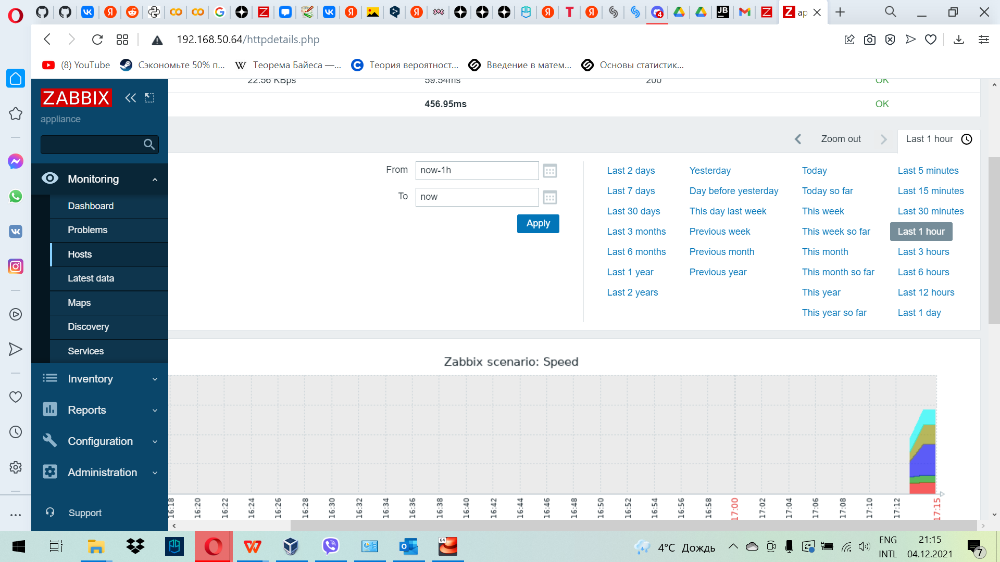 ap
192.168.50.64/httpdetails.php
(8) YouTube
Сэкономьте 50% п...
Теорема Байеса —...
Теория вероятност...
Введение в матем...
Основы статистик...
ZABBIX
appliance
Monitoring
Dashboard
Problems
Hosts
Latest data
Maps
Discovery
Services
Inventory
Reports
Configuration
Administration
Support
22.56 KBps 59.54ms 200 OK
456.95ms OK
Zoom out
Last 1 hour
From now-1h
To now
Apply
Last 2 days Yesterday Today Last 5 minutes
Last 7 days Day before yesterday Today so far Last 15 minutes
Last 30 days This day last week This week Last 30 minutes
Last 3 months Previous week This week so far Last 1 hour
Last 6 months Previous month This month Last 3 hours
Last 1 year Previous year This month so far Last 6 hours
Last 2 years This year Last 12 hours
This year so far Last 1 day
Zabbix scenario: Speed
16:18 16:20 16:22 16:24 16:26 16:28 16:30 16:32 16:34 16:36 16:38 16:40 16:42 16:44 16:46 16:48 16:50 16:52 16:54 16:56 16:58 17:00 17:02 17:04 17:06 17:08 17:10 17:12 17:15
4°C Дождь
ENG
INTL
21:15
04.12.2021
7